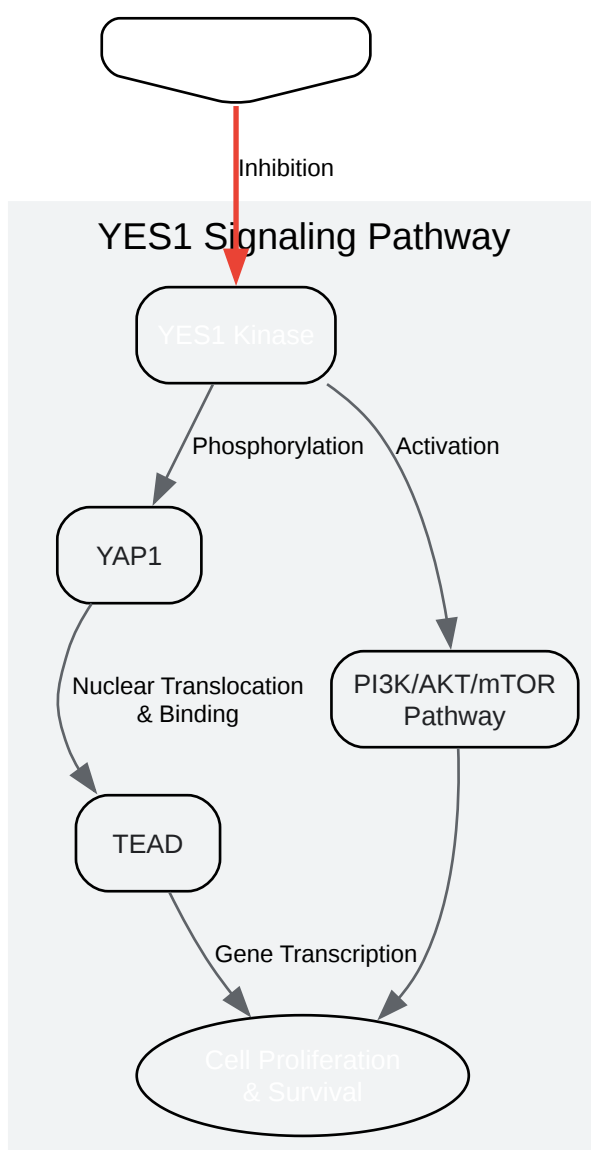 Inhibition
YES1 Signaling Pathway
YES1 Kinase
Phosphorylation
Activation
YAP1
Nuclear Translocation
& Binding
PI3K/AKT/mTOR
Pathway
TEAD
Gene Transcription
Cell Proliferation
& Survival